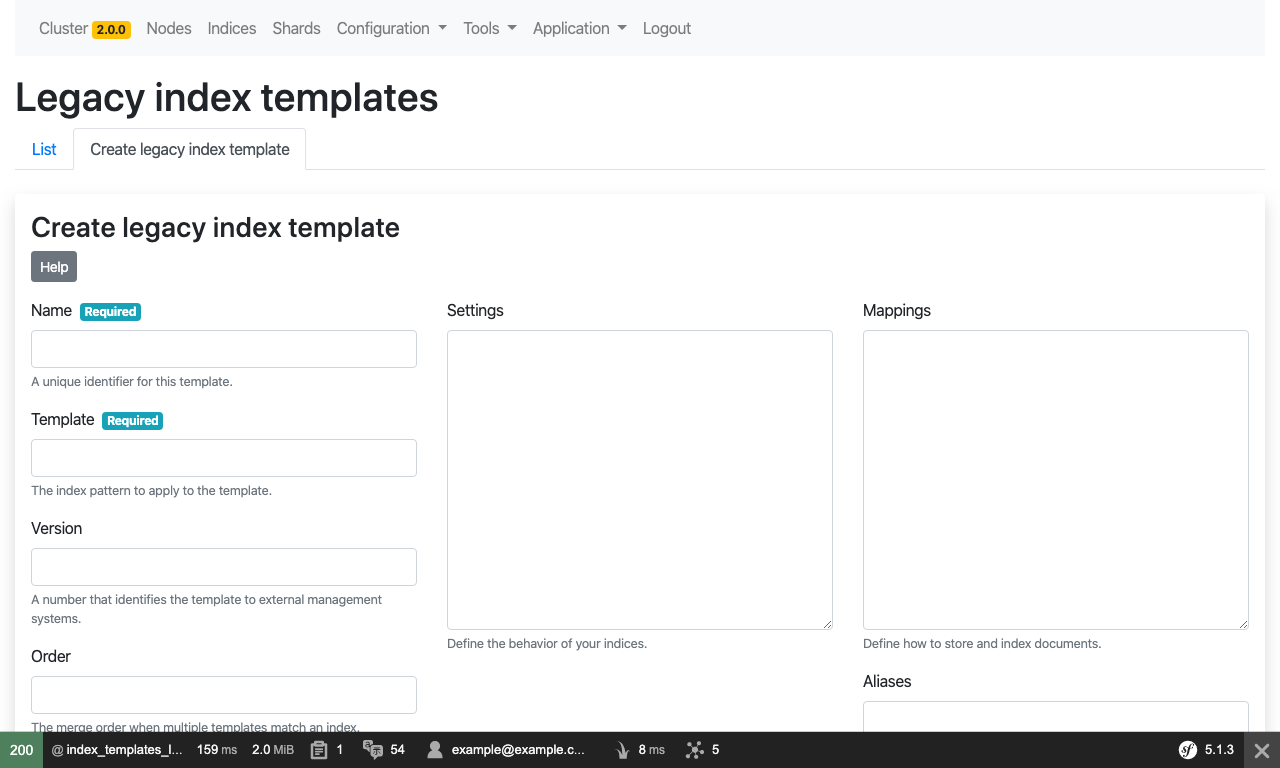 Cluster 2.0.0 Nodes Indices Shards Configuration Tools Application Logout
Legacy index templates
List Create legacy index template
Create legacy index template
Help
Name Required
A unique identifier for this template.
Template Required
The index pattern to apply to the template.
Version
A number that identifies the template to external management
systems.
Order
The merge order when multiple templates match an index.
Settings
Define the behavior of your indices.
Mappings
Define how to store and index documents.
Aliases
200 @ index_templates_l... 159 ms 2.0 MiB 1 54 example@example.c... 8 ms 5 sf 5.1.3